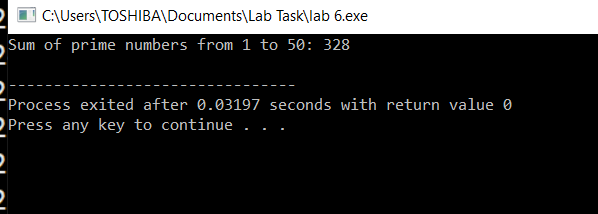 C:\Users\TOSHIBA\Documents\Lab Task\lab 6.exe
Sum of prime numbers from 1 to 50: 328
--------------------------------
Process exited after 0.03197 seconds with return value 0
Press any key to continue . . .